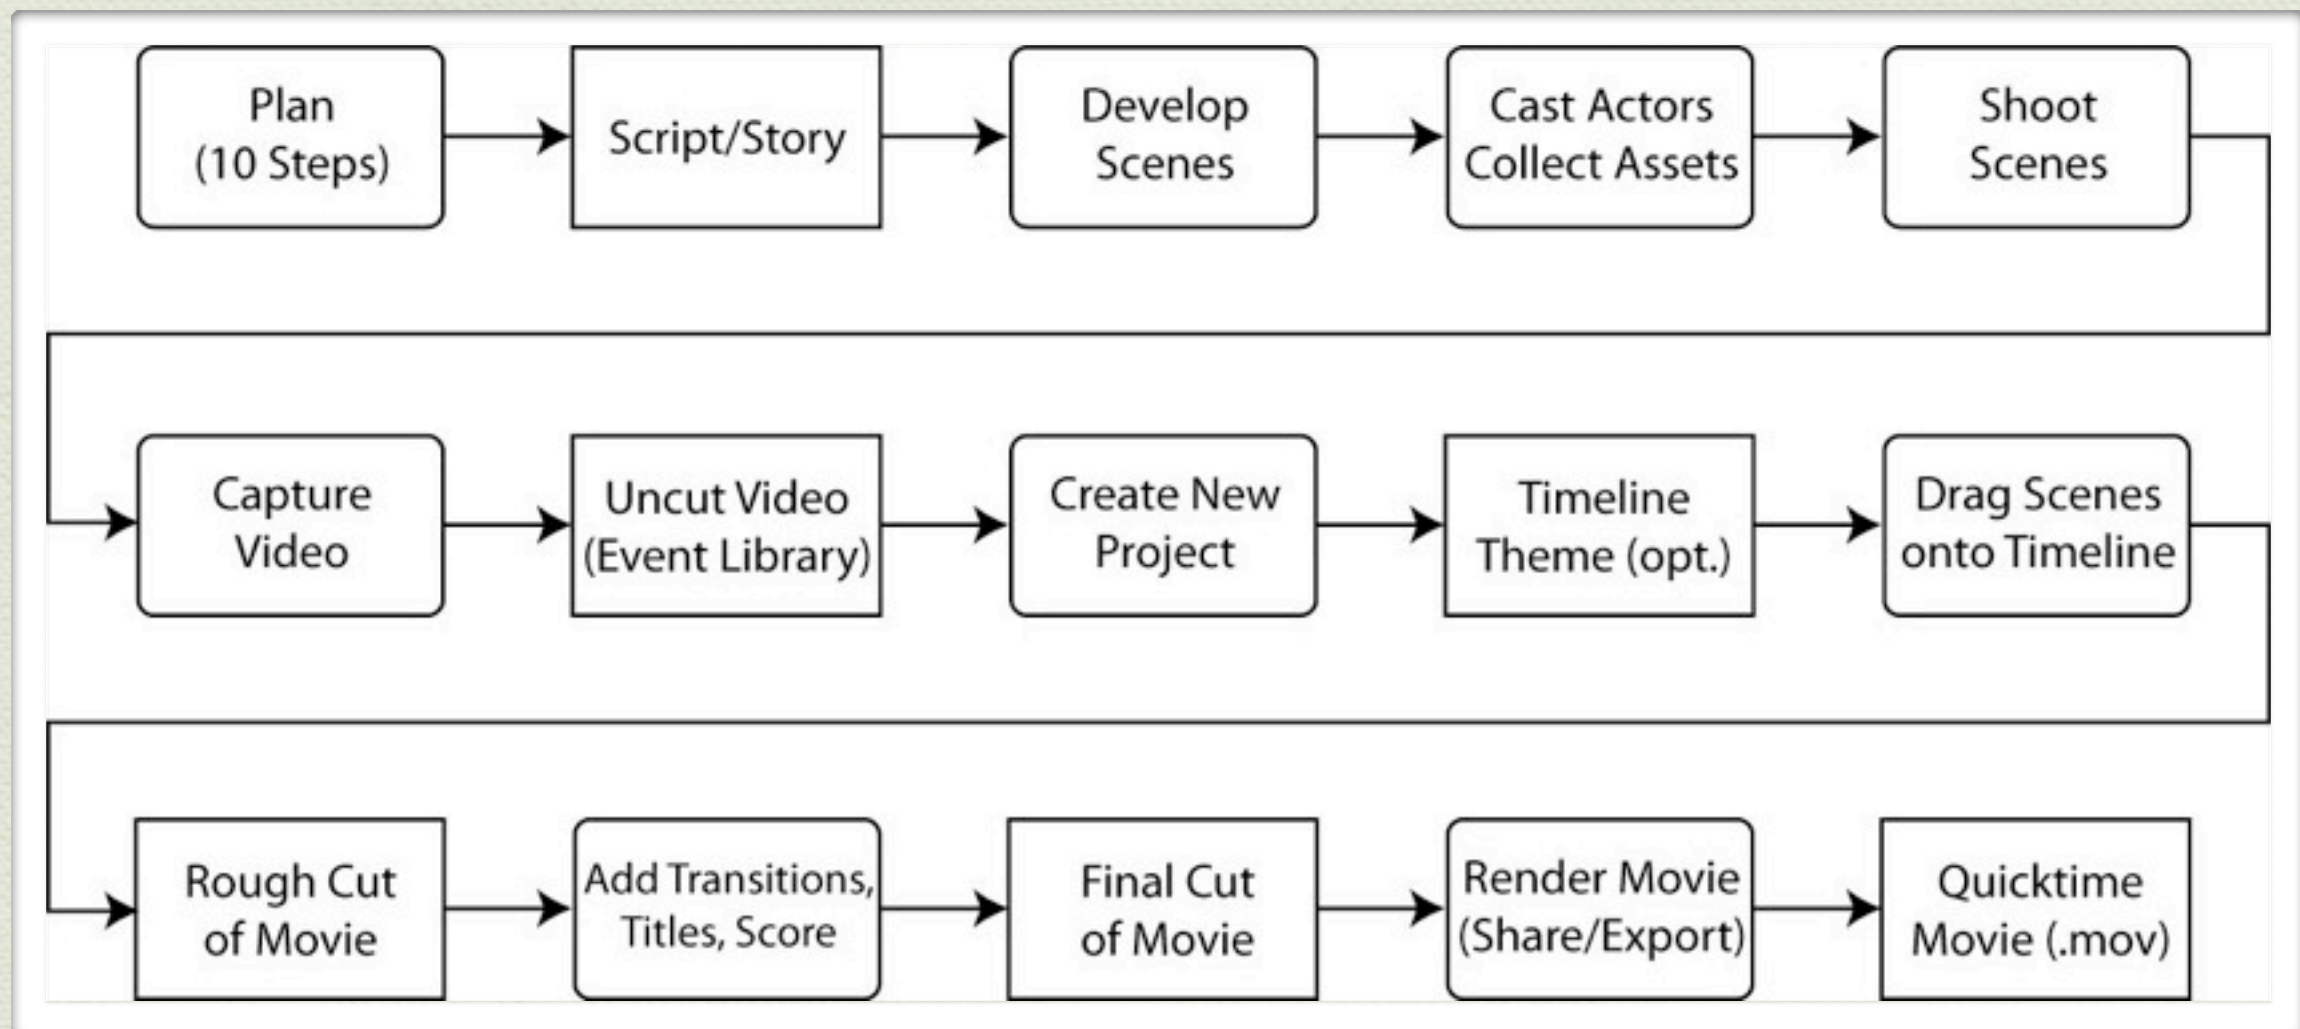 Plan
(10 Steps)
Script/Story
Develop
Scenes
Cast Actors
Collect Assets
Shoot
Scenes
Capture
Video
Uncut Video
(Event Library)
Create New
Project
Timeline
Theme (opt.)
Drag Scenes
onto Timeline
Rough Cut
of Movie
Add Transitions,
Titles, Score
Final Cut
of Movie
Render Movie
(Share/Export)
Quicktime
Movie (.mov)